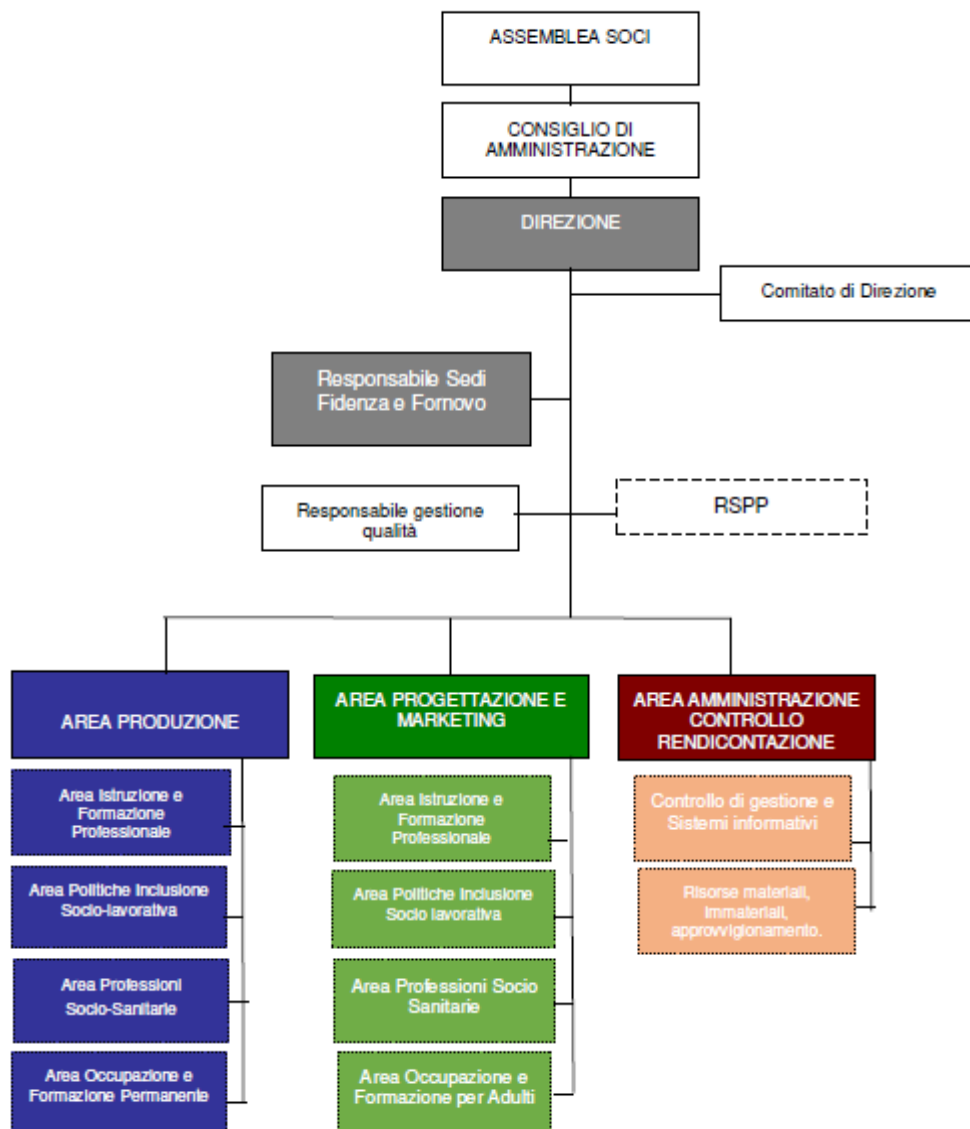 ASSEMBLEA SOCI
CONSIGLIO DI
AMMINISTRAZIONE
DIREZIONE
Comitato di Direzione
Responsabile Sedi
Fidenza e Fornovo
Responsabile gestione
qualità
RSPP
AREA PRODUZIONE
Area Istruzione e
Formazione
Professionale
Area Politiche Inclusione
Socio-lavorativa
Area Professioni
Socio-Sanitarie
Area Occupazione e
Formazione Permanente
AREA PROGETTAZIONE E
MARKETING
Area Istruzione e
Formazione
Professionale
Area Politiche Inclusione
Socio lavorativa
Area Professioni Socio
Sanitarie
Area Occupazione e
Formazione per Adulti
AREA AMMINISTRAZIONE
CONTROLLO
RENDICONTAZIONE
Controllo di gestione e
Sistemi informativi
Risorse materiali,
immateriali,
approvvigionamento.